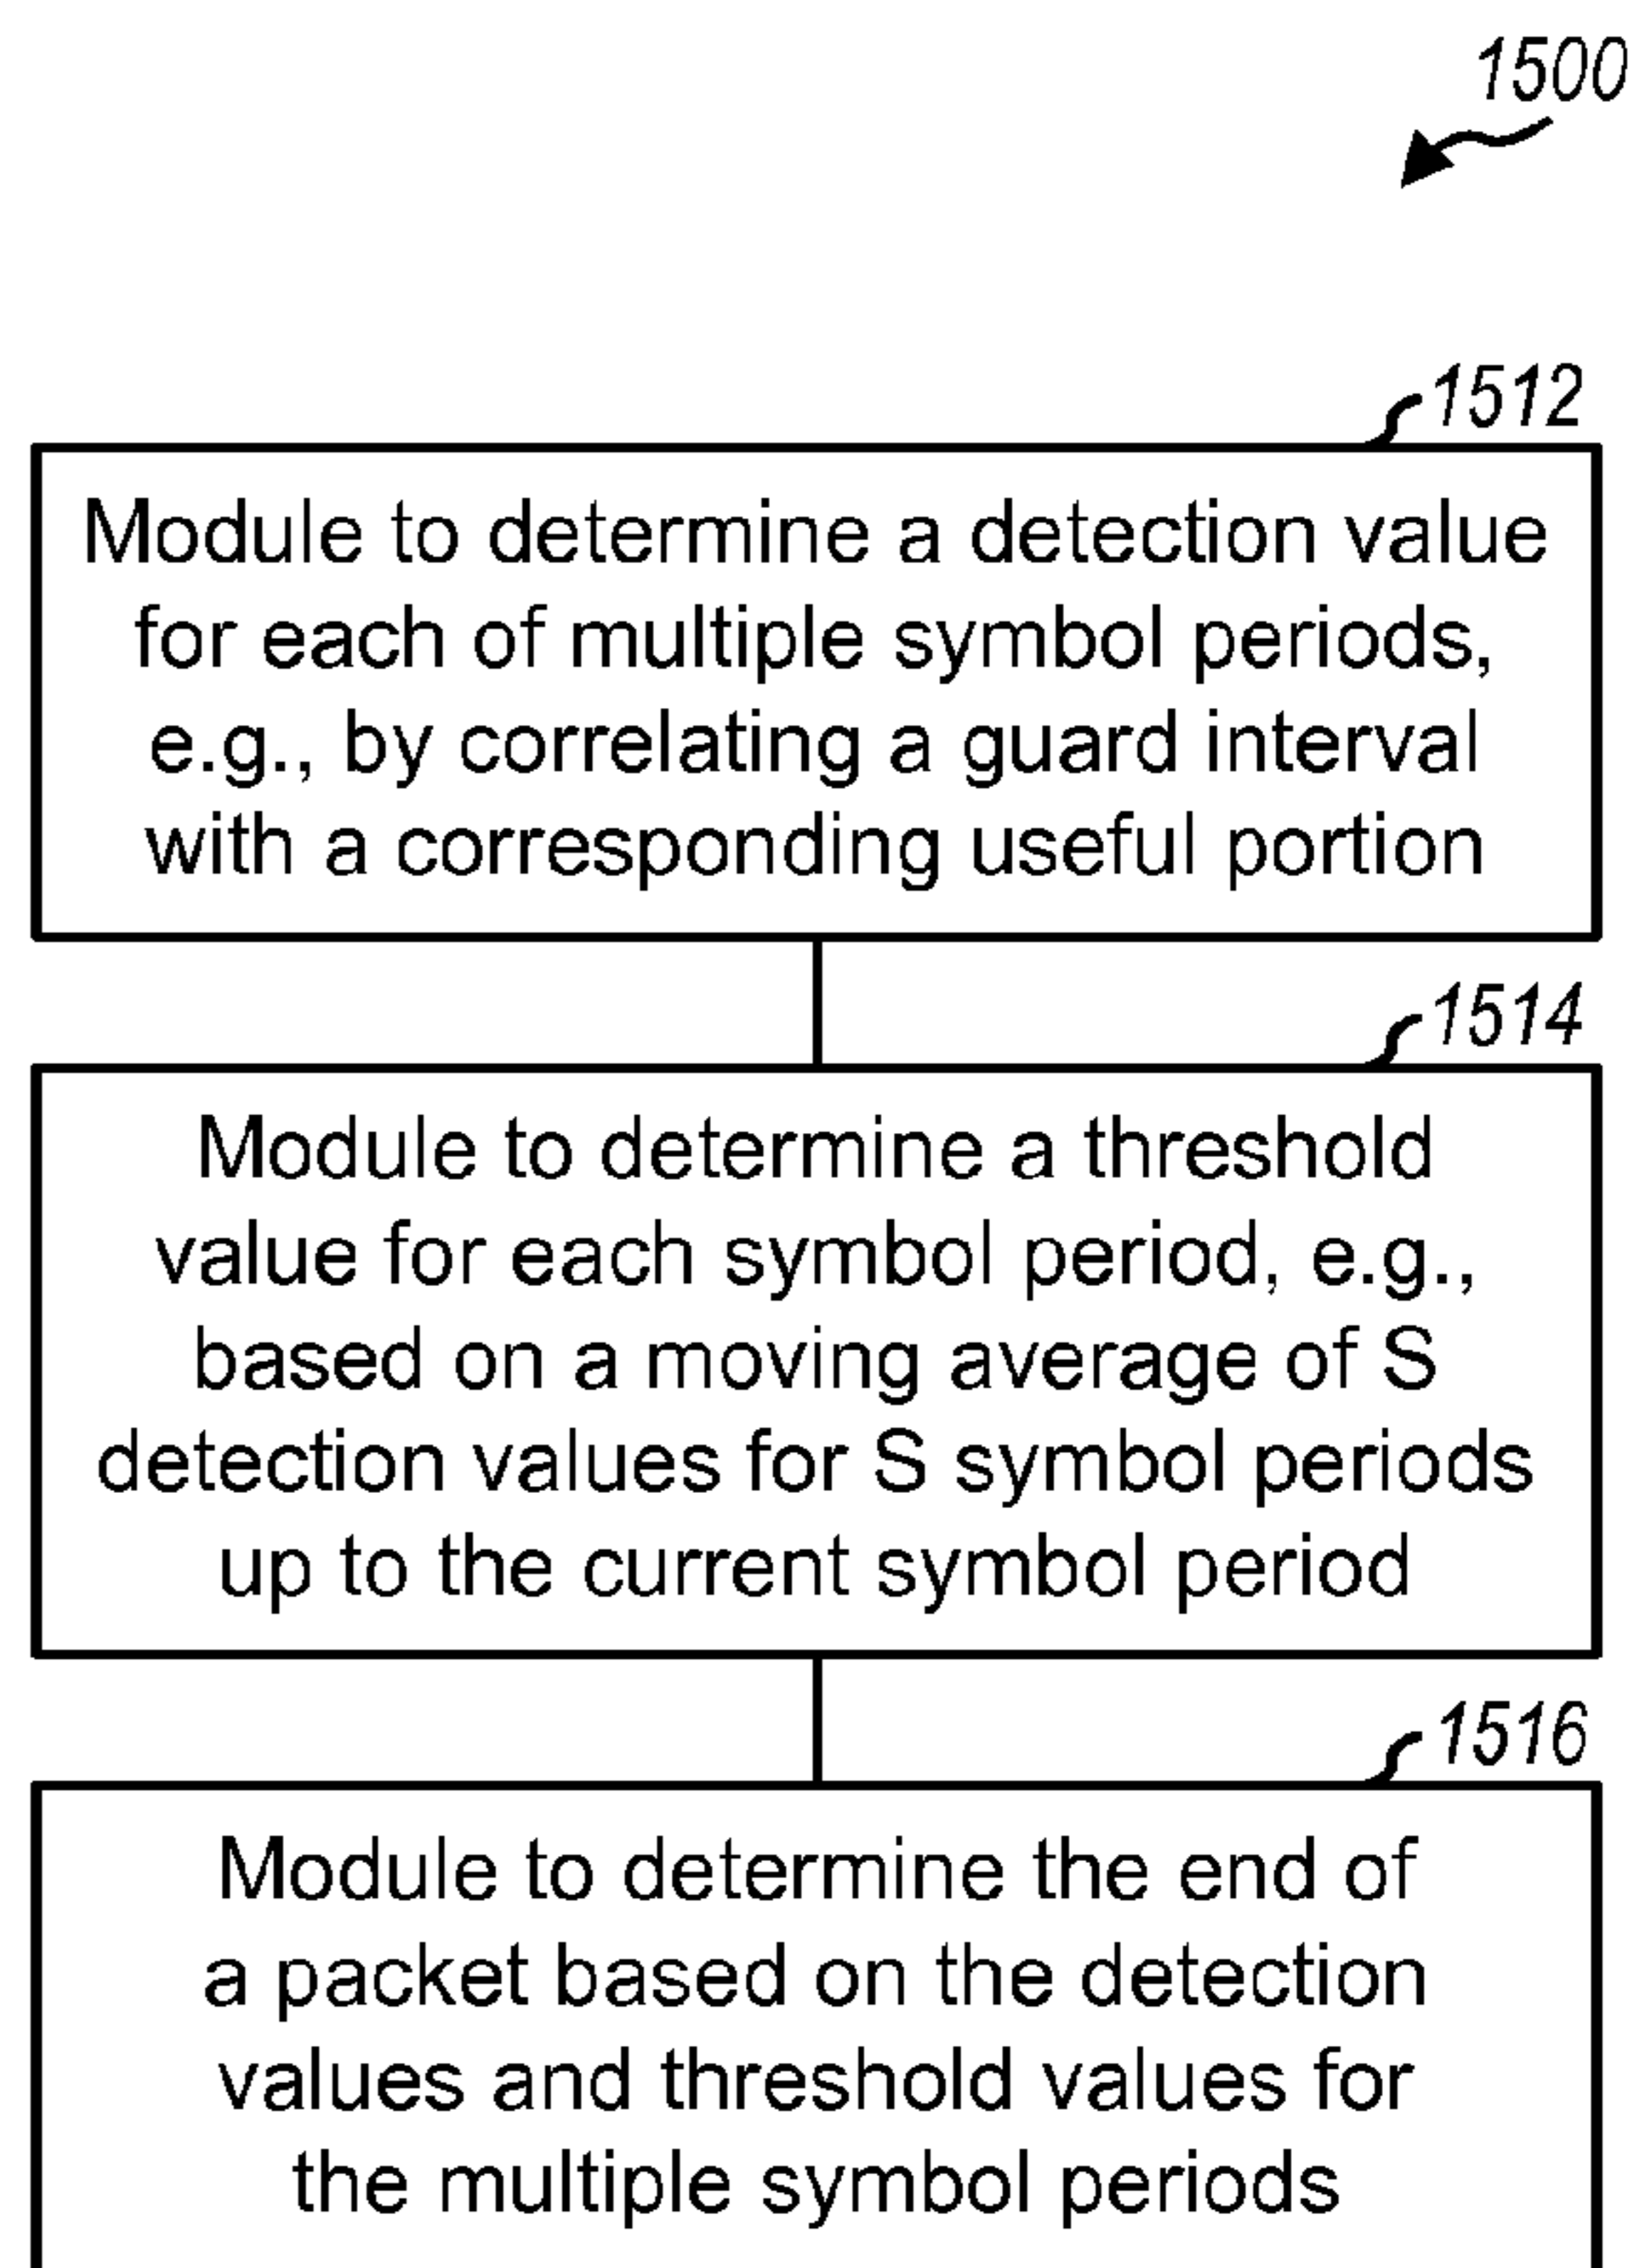 1500
1512
Module to determine a detection value
for each of multiple symbol periods,
e.g., by correlating a guard interval
with a corresponding useful portion
1514
Module to determine a threshold
value for each symbol period, e.g.,
based on a moving average of S
detection values for S symbol periods
up to the current symbol period
1516
Module to determine the end of
a packet based on the detection
values and threshold values for
the multiple symbol periods